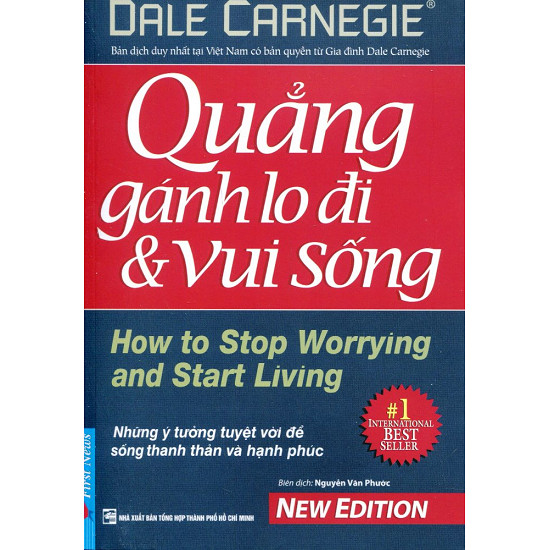 DALE CARNEGIE®
Bản dịch duy nhất tại Việt Nam có bản quyền từ Gia đình Dale Carnegie
Quẳng
gánh lo đi
& vui sống
How to Stop Worrying
and Start Living
#1
INTERNATIONAL
BEST
SELLER
Những ý tưởng tuyệt vời để
sống thanh thản và hạnh phúc
Biên dịch: Nguyễn Văn Phước
NEW EDITION
First News
NHÀ XUẤT BẢN TỔNG HỢP THÀNH PHỐ HỒ CHÍ MINH